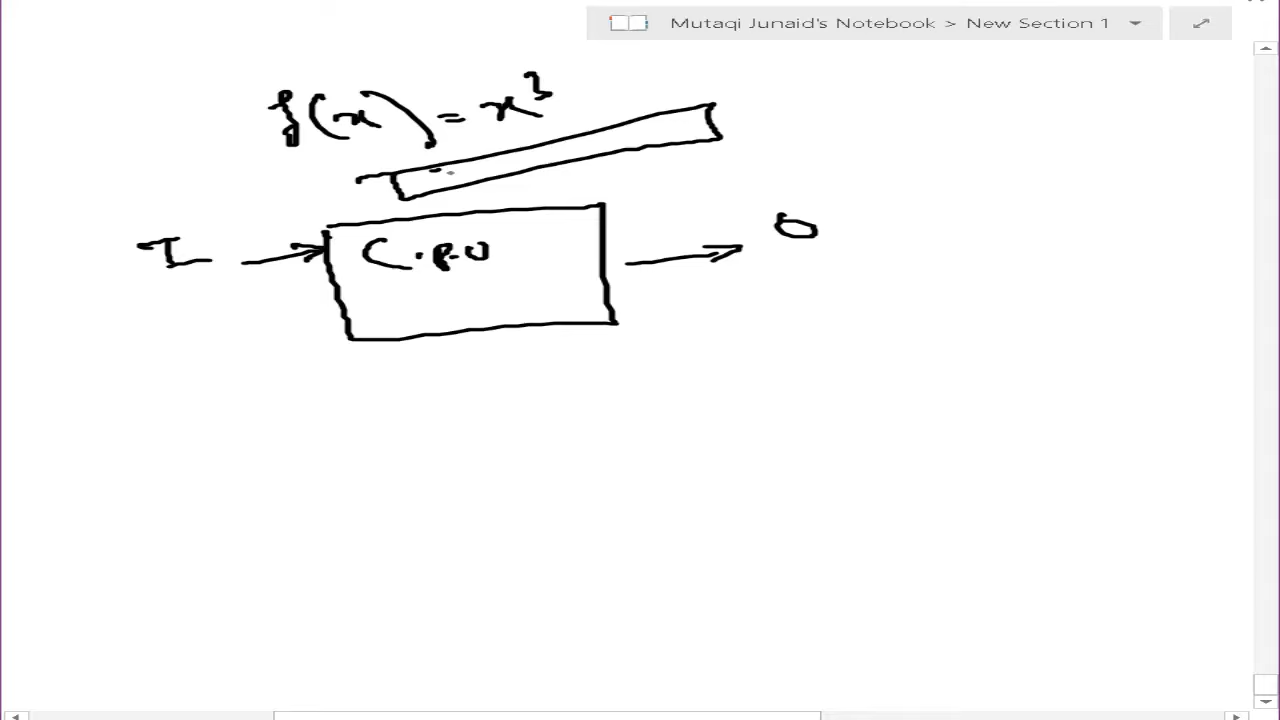 Mutaqi Junaid's Notebook > New Section 1
f(x) = x³
I → C.P.U → O